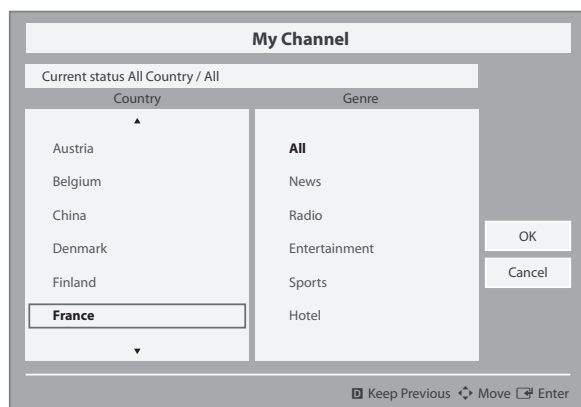 My Channel
Current status All Country / All
Country
Austria
Belgium
China
Denmark
Finland
France
Genre
All
News
Radio
Entertainment
Sports
Hotel
OK
Cancel
D Keep Previous Move Enter